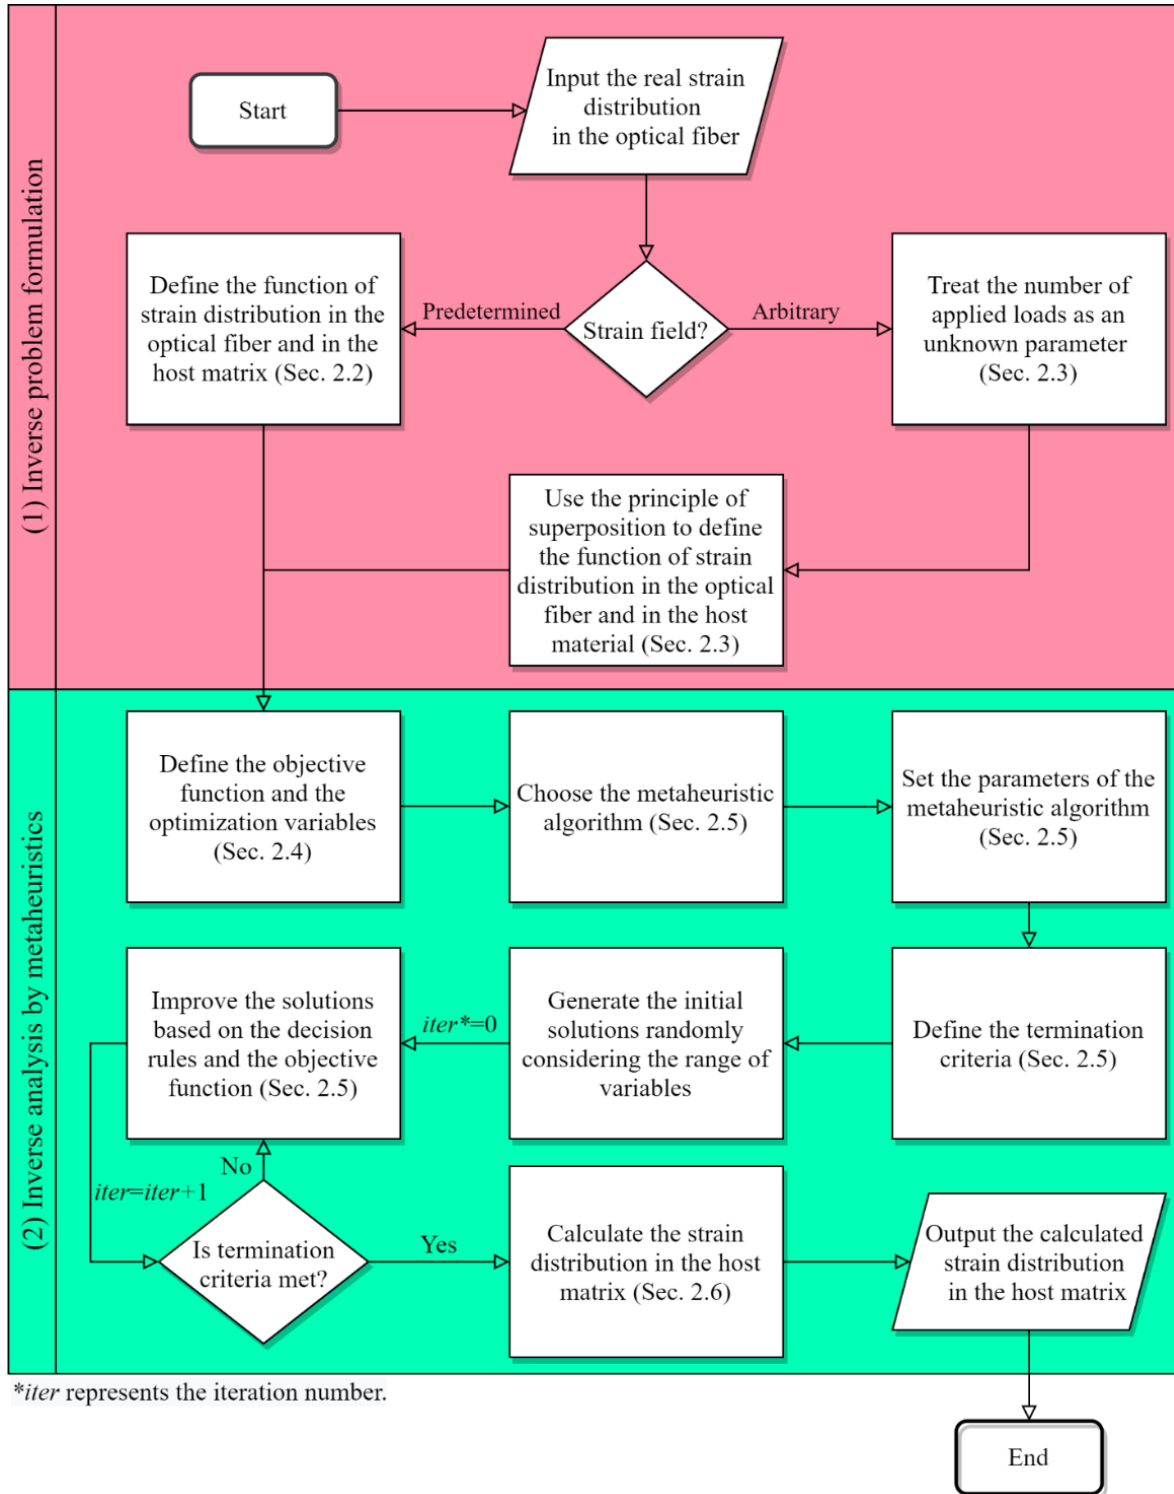 (1) Inverse problem formulation
Start
Input the real strain
distribution
in the optical fiber
Strain field?
Predetermined
Arbitrary
Define the function of
strain distribution in the
optical fiber and in the
host matrix (Sec. 2.2)
Treat the number of
applied loads as an
unknown parameter
(Sec. 2.3)
Use the principle of
superposition to define
the function of strain
distribution in the optical
fiber and in the host
material (Sec. 2.3)
(2) Inverse analysis by metaheuristics
Define the objective
function and the
optimization variables
(Sec. 2.4)
Choose the metaheuristic
algorithm (Sec. 2.5)
Set the parameters of the
metaheuristic algorithm
(Sec. 2.5)
Define the termination
criteria (Sec. 2.5)
Generate the initial
solutions randomly
considering the range of
variables
iter*=0
Improve the solutions
based on the decision
rules and the objective
function (Sec. 2.5)
iter=iter+1
No
Is termination
criteria met?
Yes
Calculate the strain
distribution in the host
matrix (Sec. 2.6)
Output the calculated
strain distribution
in the host matrix
*iter represents the iteration number.
End